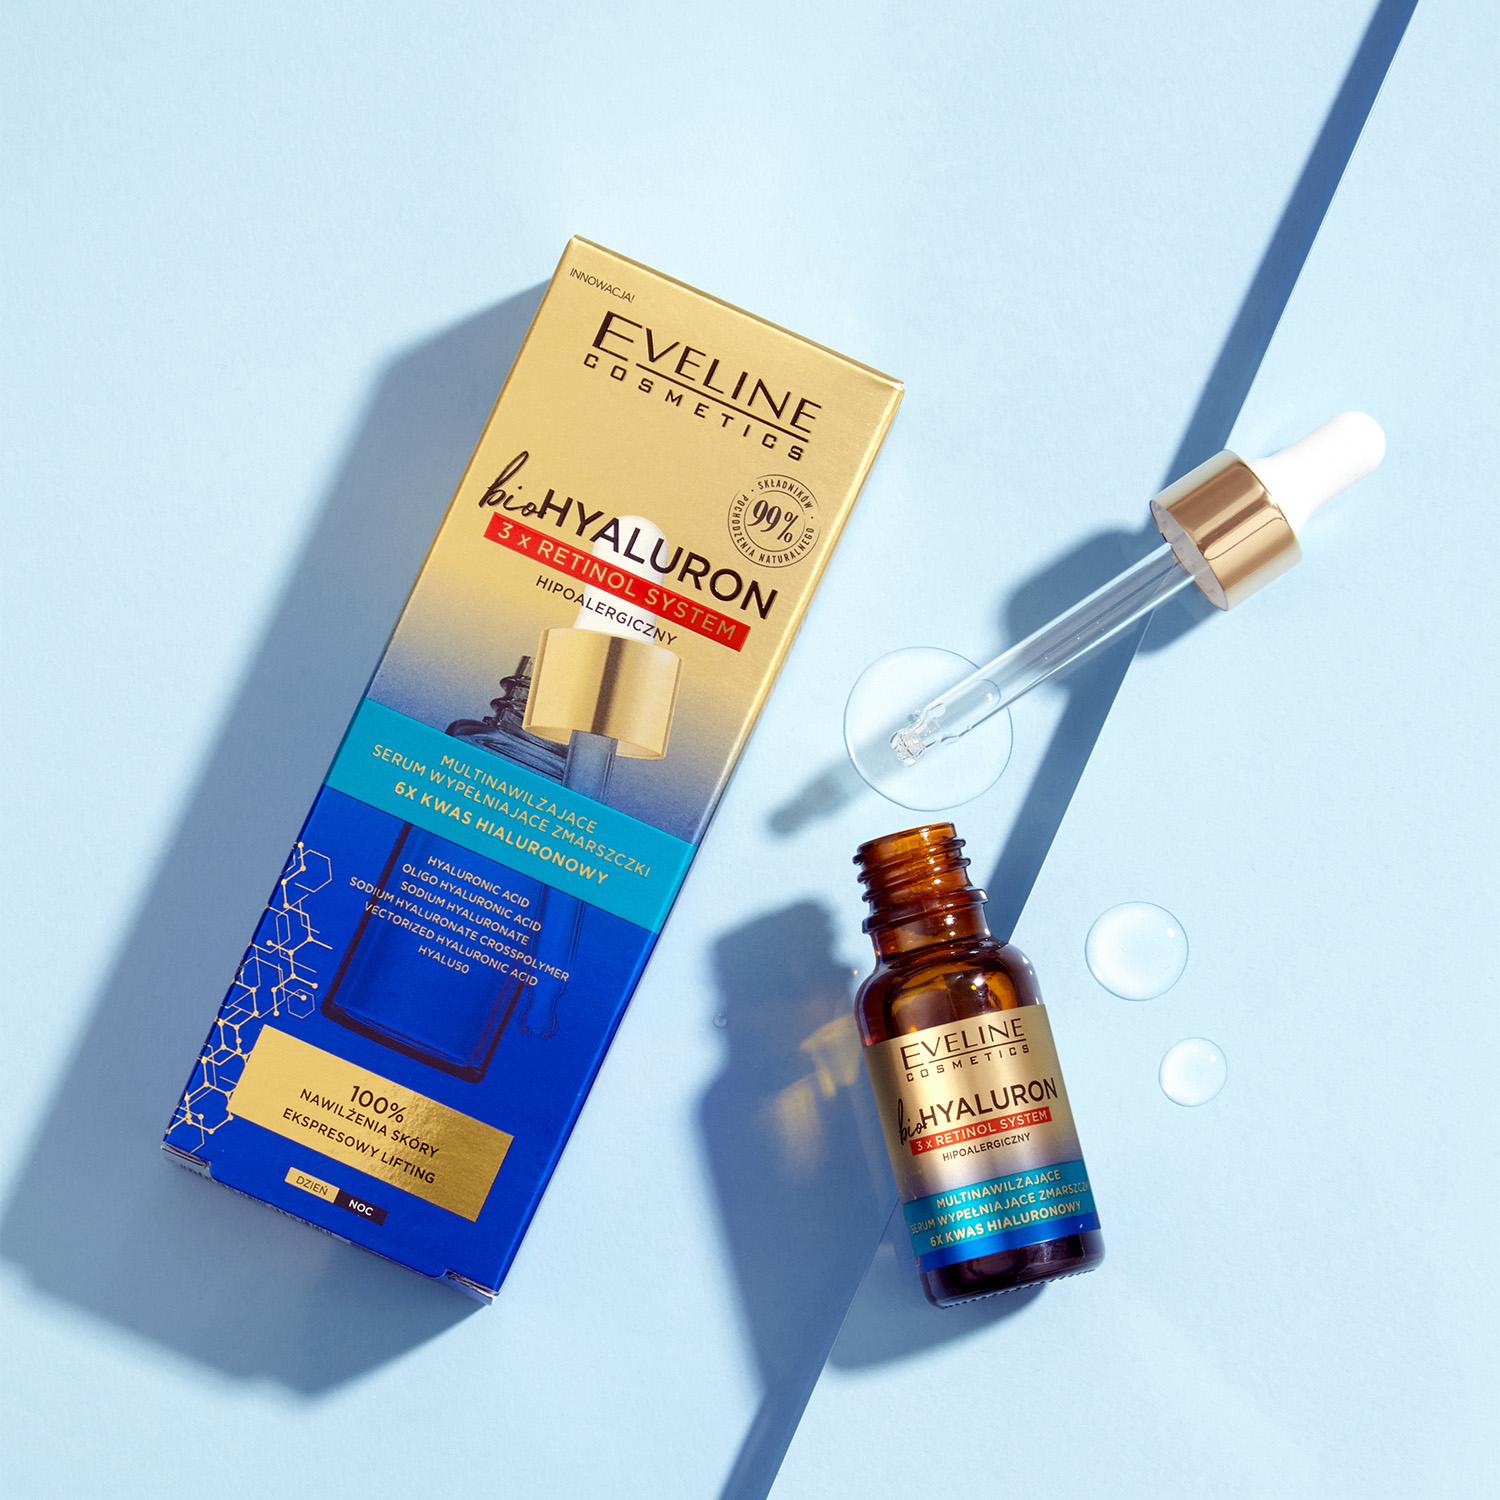 INNOWACJA!
EVELINE
COSMETICS
bioHYALURON
3 x RETINOL SYSTEM
HIPOALERGICZNY
SKŁADNIKÓW
99%
POCHODZENIA NATURALNEGO
MULTINAWILŻAJĄCE
SERUM WYPEŁNIAJĄCE ZMARSZCZKI
6X KWAS HIALURONOWY
HYALURONIC ACID
OLIGO HYALURONIC ACID
SODIUM HYALURONATE
SODIUM HYALURONATE CROSSPOLYMER
VECTORIZED HYALURONIC ACID
HYALU50
100%
NAWILŻENIA SKÓRY
EKSPRESOWY LIFTING
DZIEŃ
NOC
EVELINE
COSMETICS
bioHYALURON
3 x RETINOL SYSTEM
HIPOALERGICZNY
MULTINAWILŻAJĄCE
SERUM WYPEŁNIAJĄCE ZMARSZCZK
6X KWAS HIALURONOWY